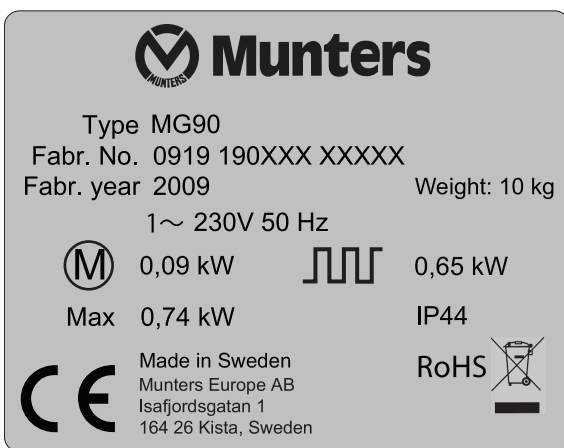 MUNTERS Munters
Type MG90
Fabr. No. 0919 190XXX XXXXX
Fabr. year 2009 Weight: 10 kg
1~ 230V 50 Hz
M 0,09 kW 0,65 kW
Max 0,74 kW IP44
CE Made in Sweden RoHS
Munters Europe AB
Isafjordsgatan 1
164 26 Kista, Sweden